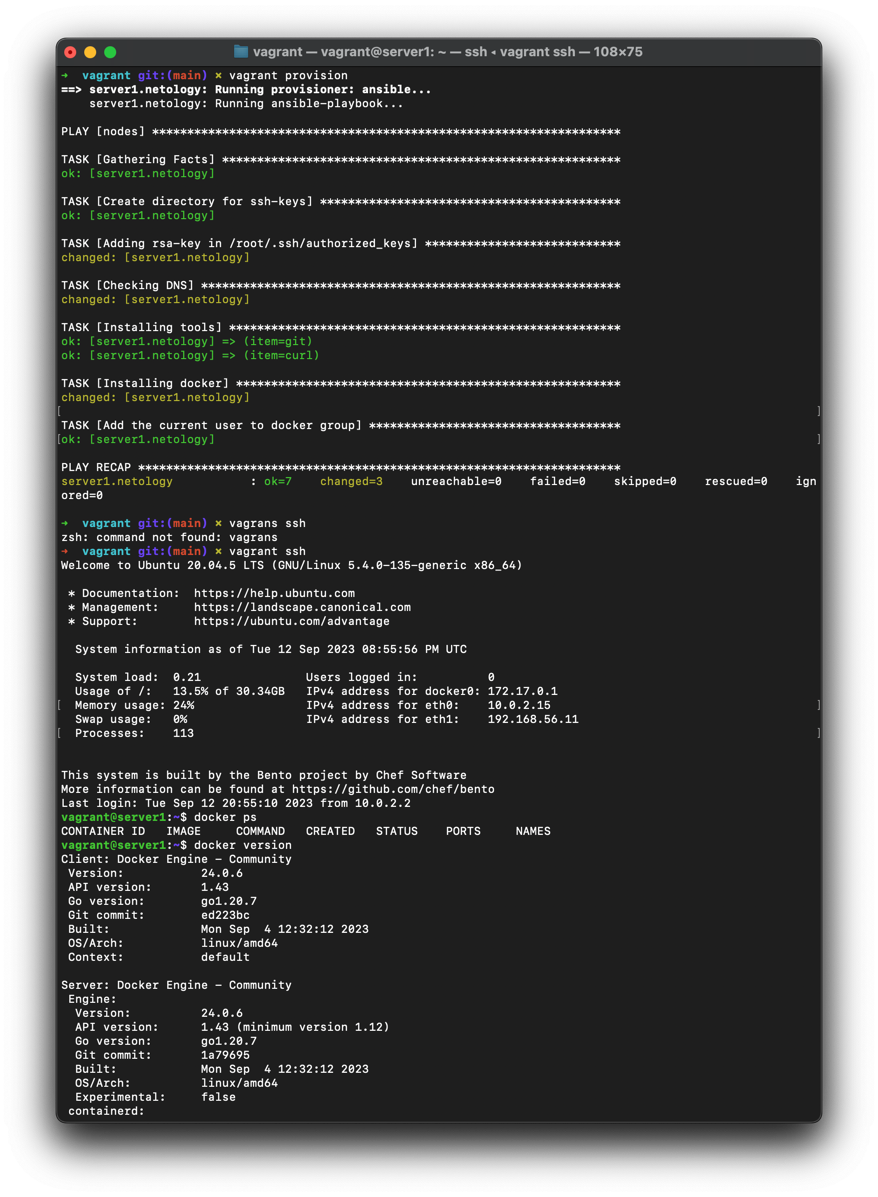 vagrant — vagrant@server1: ~ — ssh ◂ vagrant ssh — 108×75
➜  vagrant git:(main) ✗ vagrant provision
==> server1.netology: Running provisioner: ansible...
    server1.netology: Running ansible-playbook...

PLAY [nodes] *******************************************************************

TASK [Gathering Facts] *********************************************************
ok: [server1.netology]

TASK [Create directory for ssh-keys] *******************************************
ok: [server1.netology]

TASK [Adding rsa-key in /root/.ssh/authorized_keys] ****************************
changed: [server1.netology]

TASK [Checking DNS] ************************************************************
changed: [server1.netology]

TASK [Installing tools] ********************************************************
ok: [server1.netology] => (item=git)
ok: [server1.netology] => (item=curl)

TASK [Installing docker] *******************************************************
changed: [server1.netology]
[ ]
TASK [Add the current user to docker group] ************************************
[ok: [server1.netology] ]

PLAY RECAP *********************************************************************
server1.netology           : ok=7    changed=3    unreachable=0    failed=0    skipped=0    rescued=0    ign
ored=0

➜  vagrant git:(main) ✗ vagrans ssh
zsh: command not found: vagrans
➜  vagrant git:(main) ✗ vagrant ssh
Welcome to Ubuntu 20.04.5 LTS (GNU/Linux 5.4.0-135-generic x86_64)

 * Documentation:  https://help.ubuntu.com
 * Management:     https://landscape.canonical.com
 * Support:        https://ubuntu.com/advantage

  System information as of Tue 12 Sep 2023 08:55:56 PM UTC

  System load:  0.21               Users logged in:          0
  Usage of /:   13.5% of 30.34GB   IPv4 address for docker0: 172.17.0.1
[ Memory usage: 24%                IPv4 address for eth0:    10.0.2.15 ]
  Swap usage:   0%                 IPv4 address for eth1:    192.168.56.11
[ Processes:    113 ]


This system is built by the Bento project by Chef Software
More information can be found at https://github.com/chef/bento
Last login: Tue Sep 12 20:55:10 2023 from 10.0.2.2
vagrant@server1:~$ docker ps
CONTAINER ID   IMAGE     COMMAND   CREATED   STATUS    PORTS     NAMES
vagrant@server1:~$ docker version
Client: Docker Engine - Community
 Version:           24.0.6
 API version:       1.43
 Go version:        go1.20.7
 Git commit:        ed223bc
 Built:             Mon Sep  4 12:32:12 2023
 OS/Arch:           linux/amd64
 Context:           default

Server: Docker Engine - Community
 Engine:
  Version:          24.0.6
  API version:      1.43 (minimum version 1.12)
  Go version:       go1.20.7
  Git commit:       1a79695
  Built:            Mon Sep  4 12:32:12 2023
  OS/Arch:          linux/amd64
  Experimental:     false
 containerd: